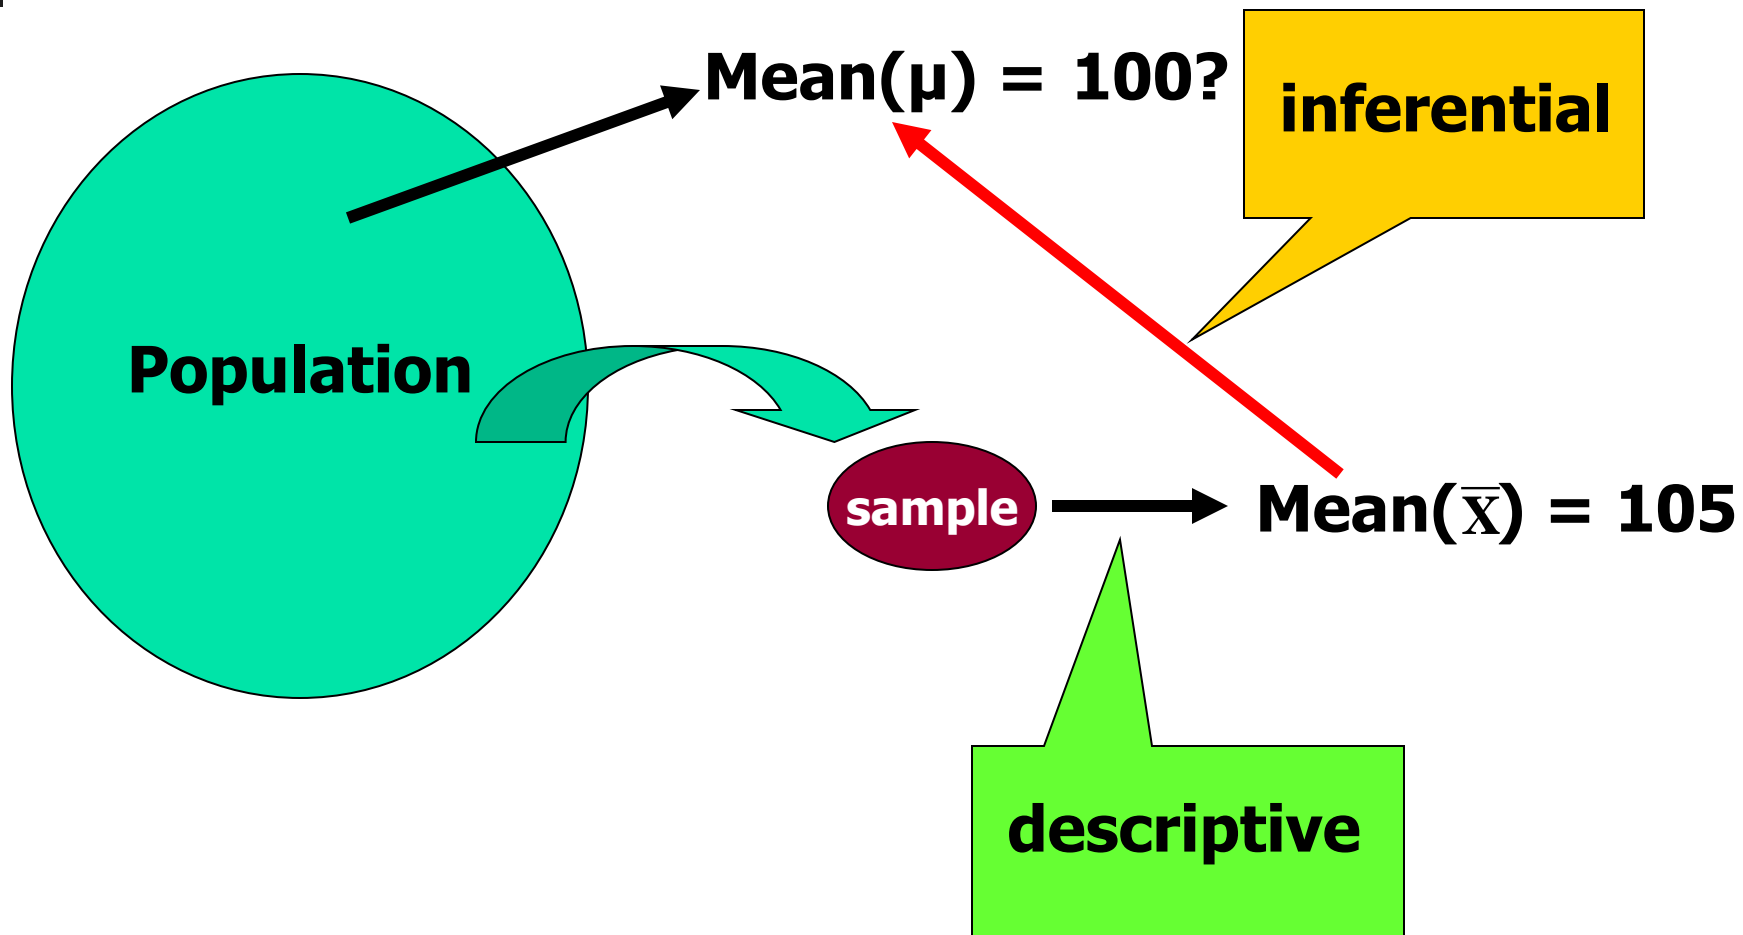 Mean(µ) = 100?
inferential
Population
sample
Mean(x̅) = 105
descriptive